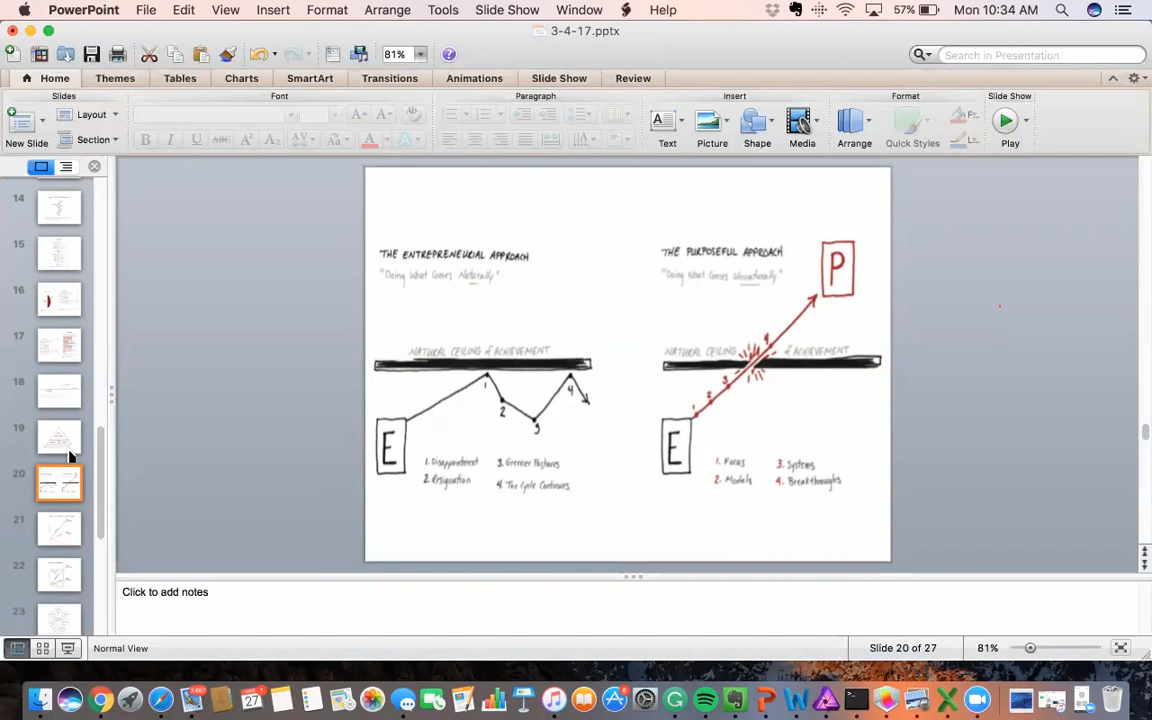 PowerPoint File Edit View Insert Format Arrange Tools Slide Show Window Help 57% Mon 10:34 AM
3-4-17.pptx
81% Search in Presentation
Home Themes Tables Charts SmartArt Transitions Animations Slide Show Review
Slides Font Paragraph Insert Format Slide Show
Layout
Section
New Slide
Text Picture Shape Media Arrange Quick Styles Play
14
15
16
17
18
19
20
21
22
23
THE ENTREPRENEURIAL APPROACH
"Doing What Comes Naturally"
NATURAL CEILING of ACHIEVEMENT
1
2
3
4
E
1. Disappointment
2. Resignation
3. Greener Pastures
4. The Cycle Continues
THE PURPOSEFUL APPROACH
"Doing What Comes Unnaturally"
P
NATURAL CEILING of ACHIEVEMENT
1
2
3
4
E
1. Focus
2. Models
3. Systems
4. Breakthroughs
Click to add notes
Normal View Slide 20 of 27 81%